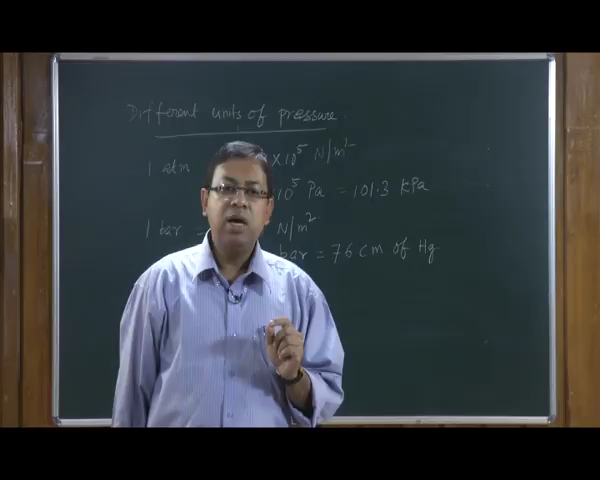 Different units of pressure.
1 atm ×10⁵ N/m²
10⁵ Pa = 101.3 kPa
1 bar = N/m²
bar = 76 cm of Hg